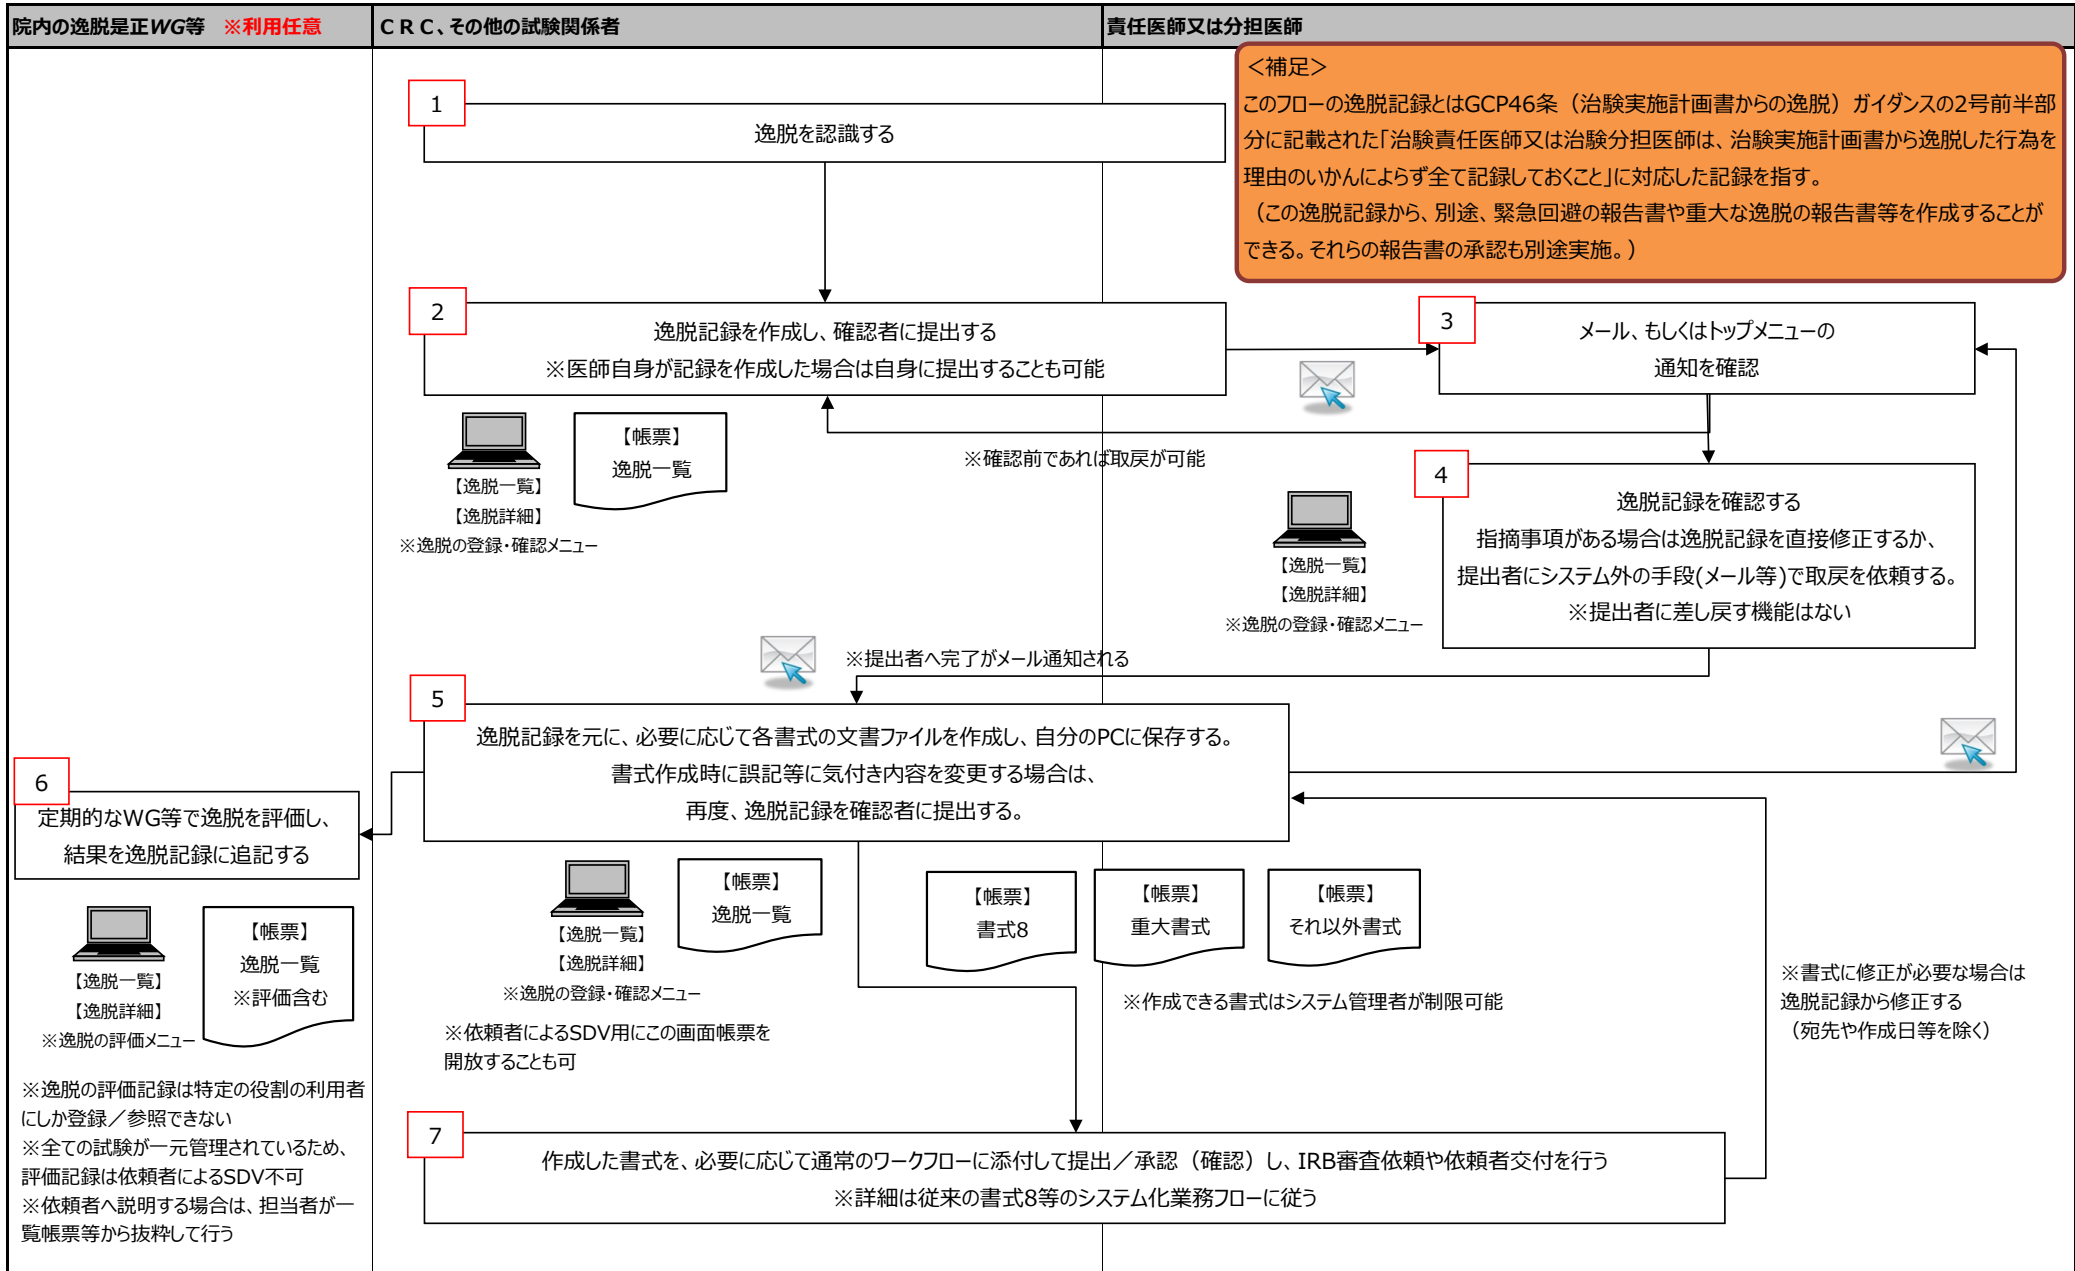 院内の逸脱是正WG等　※利用任意
ＣＲＣ、その他の試験関係者
責任医師又は分担医師
＜補足＞
このフローの逸脱記録とはGCP46条（治験実施計画書からの逸脱）ガイダンスの2号前半部
分に記載された「治験責任医師又は治験分担医師は、治験実施計画書から逸脱した行為を
理由のいかんによらず全て記録しておくこと」に対応した記録を指す。
（この逸脱記録から、別途、緊急回避の報告書や重大な逸脱の報告書等を作成することが
できる。それらの報告書の承認も別途実施。）
1
逸脱を認識する
2
逸脱記録を作成し、確認者に提出する
※医師自身が記録を作成した場合は自身に提出することも可能
3
メール、もしくはトップメニューの
通知を確認
【逸脱一覧】
【逸脱詳細】
※逸脱の登録・確認メニュー
【帳票】
逸脱一覧
※確認前であれば取戻が可能
4
逸脱記録を確認する
指摘事項がある場合は逸脱記録を直接修正するか、
提出者にシステム外の手段(メール等)で取戻を依頼する。
※提出者に差し戻す機能はない
【逸脱一覧】
【逸脱詳細】
※逸脱の登録・確認メニュー
※提出者へ完了がメール通知される
5
逸脱記録を元に、必要に応じて各書式の文書ファイルを作成し、自分のPCに保存する。
書式作成時に誤記等に気付き内容を変更する場合は、
再度、逸脱記録を確認者に提出する。
6
定期的なWG等で逸脱を評価し、
結果を逸脱記録に追記する
【逸脱一覧】
【逸脱詳細】
※逸脱の評価メニュー
【帳票】
逸脱一覧
※評価含む
※逸脱の評価記録は特定の役割の利用者
にしか登録／参照できない
※全ての試験が一元管理されているため、
評価記録は依頼者によるSDV不可
※依頼者へ説明する場合は、担当者が一
覧帳票等から抜粋して行う
【逸脱一覧】
【逸脱詳細】
※逸脱の登録・確認メニュー
【帳票】
逸脱一覧
※依頼者によるSDV用にこの画面帳票を
開放することも可
【帳票】
書式8
【帳票】
重大書式
【帳票】
それ以外書式
※作成できる書式はシステム管理者が制限可能
※書式に修正が必要な場合は
逸脱記録から修正する
（宛先や作成日等を除く）
7
作成した書式を、必要に応じて通常のワークフローに添付して提出／承認（確認）し、IRB審査依頼や依頼者交付を行う
※詳細は従来の書式8等のシステム化業務フローに従う